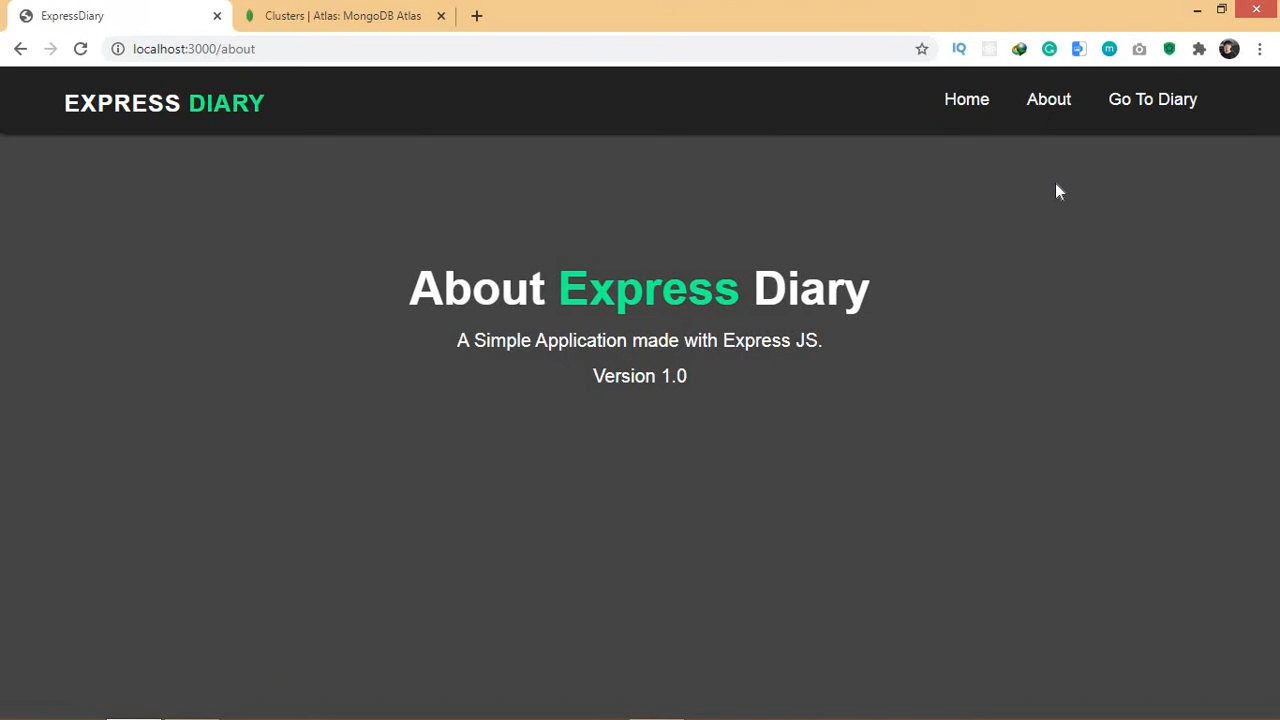 ExpressDiary
Clusters | Atlas: MongoDB Atlas
localhost:3000/about
IQ
EXPRESS DIARY
Home
About
Go To Diary
About Express Diary
A Simple Application made with Express JS.
Version 1.0